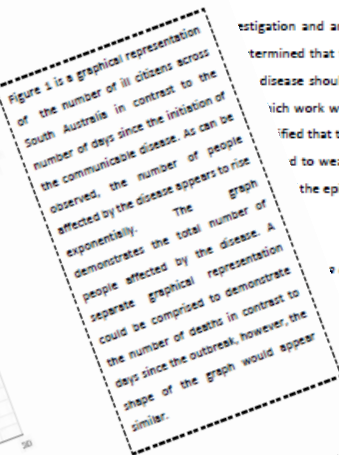 Figure 1 is a graphical representation
of the number of ill citizens across
South Australia in contrast to the
number of days since the initiation of
the communicable disease. As can be
observed, the number of people
affected by the disease appears to rise
exponentially. The graph
demonstrates the total number of
people affected by the disease. A
separate graphical representation
could be comprised to demonstrate
the number of deaths in contrast to
days since the outbreak, however, the
shape of the graph would appear
similar.
estigation and
termined that
disease shoul
hich work w
ified that
d to wea
the epi
20